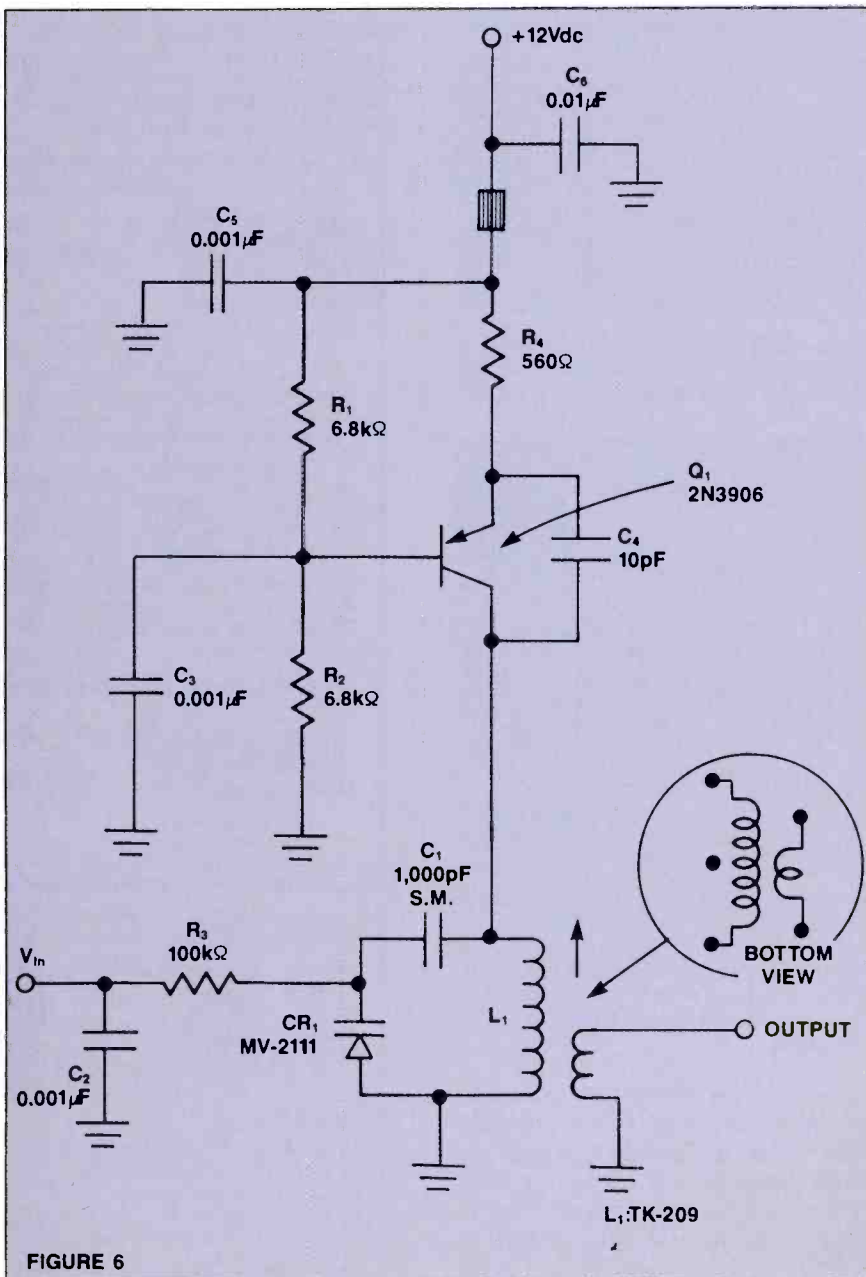 +12Vdc
C6
0.01μF
C5
0.001μF
R4
560Ω
R1
6.8kΩ
Q1
2N3906
C4
10pF
C3
0.001μF
R2
6.8kΩ
C1
1,000pF
S.M.
R3
100kΩ
VIn
BOTTOM
VIEW
L1
CR1
MV-2111
OUTPUT
C2
0.001μF
L1:TK-209
FIGURE 6